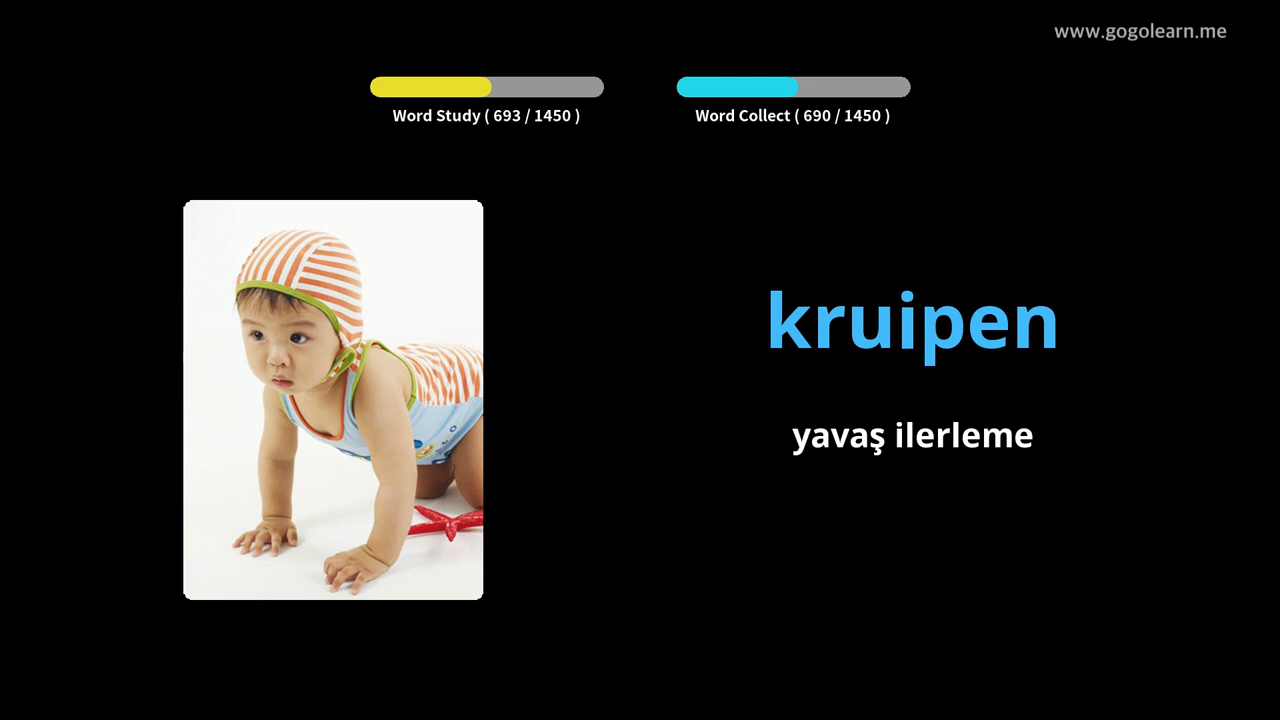 www.gogolearn.me
Word Study ( 693 / 1450 )
Word Collect ( 690 / 1450 )
kruipen
yavaş ilerleme